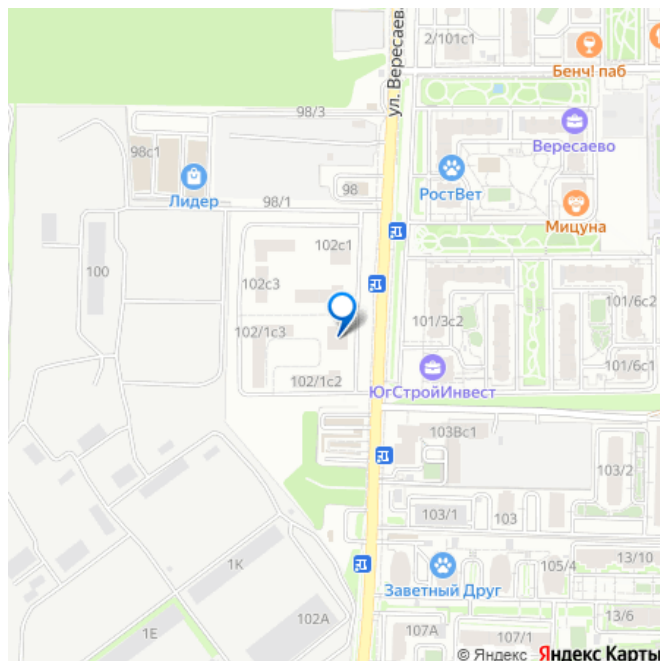 2/101с1
Бенч! паб
ул. Вересаева
98/3
98с1
Вересаево
Лидер
98
РостВет
98/1
Мицуна
102с1
100
102с3
101/6с2
101/3с2
102/1с3
101/6с1
102/1с2
ЮгСтройИнвест
103Вс1
103/2
103/1
103
1К
105/4
13/10
Заветный Друг
102А
1Е
107А
107/1
13/6
© Яндекс Яндекс Карты